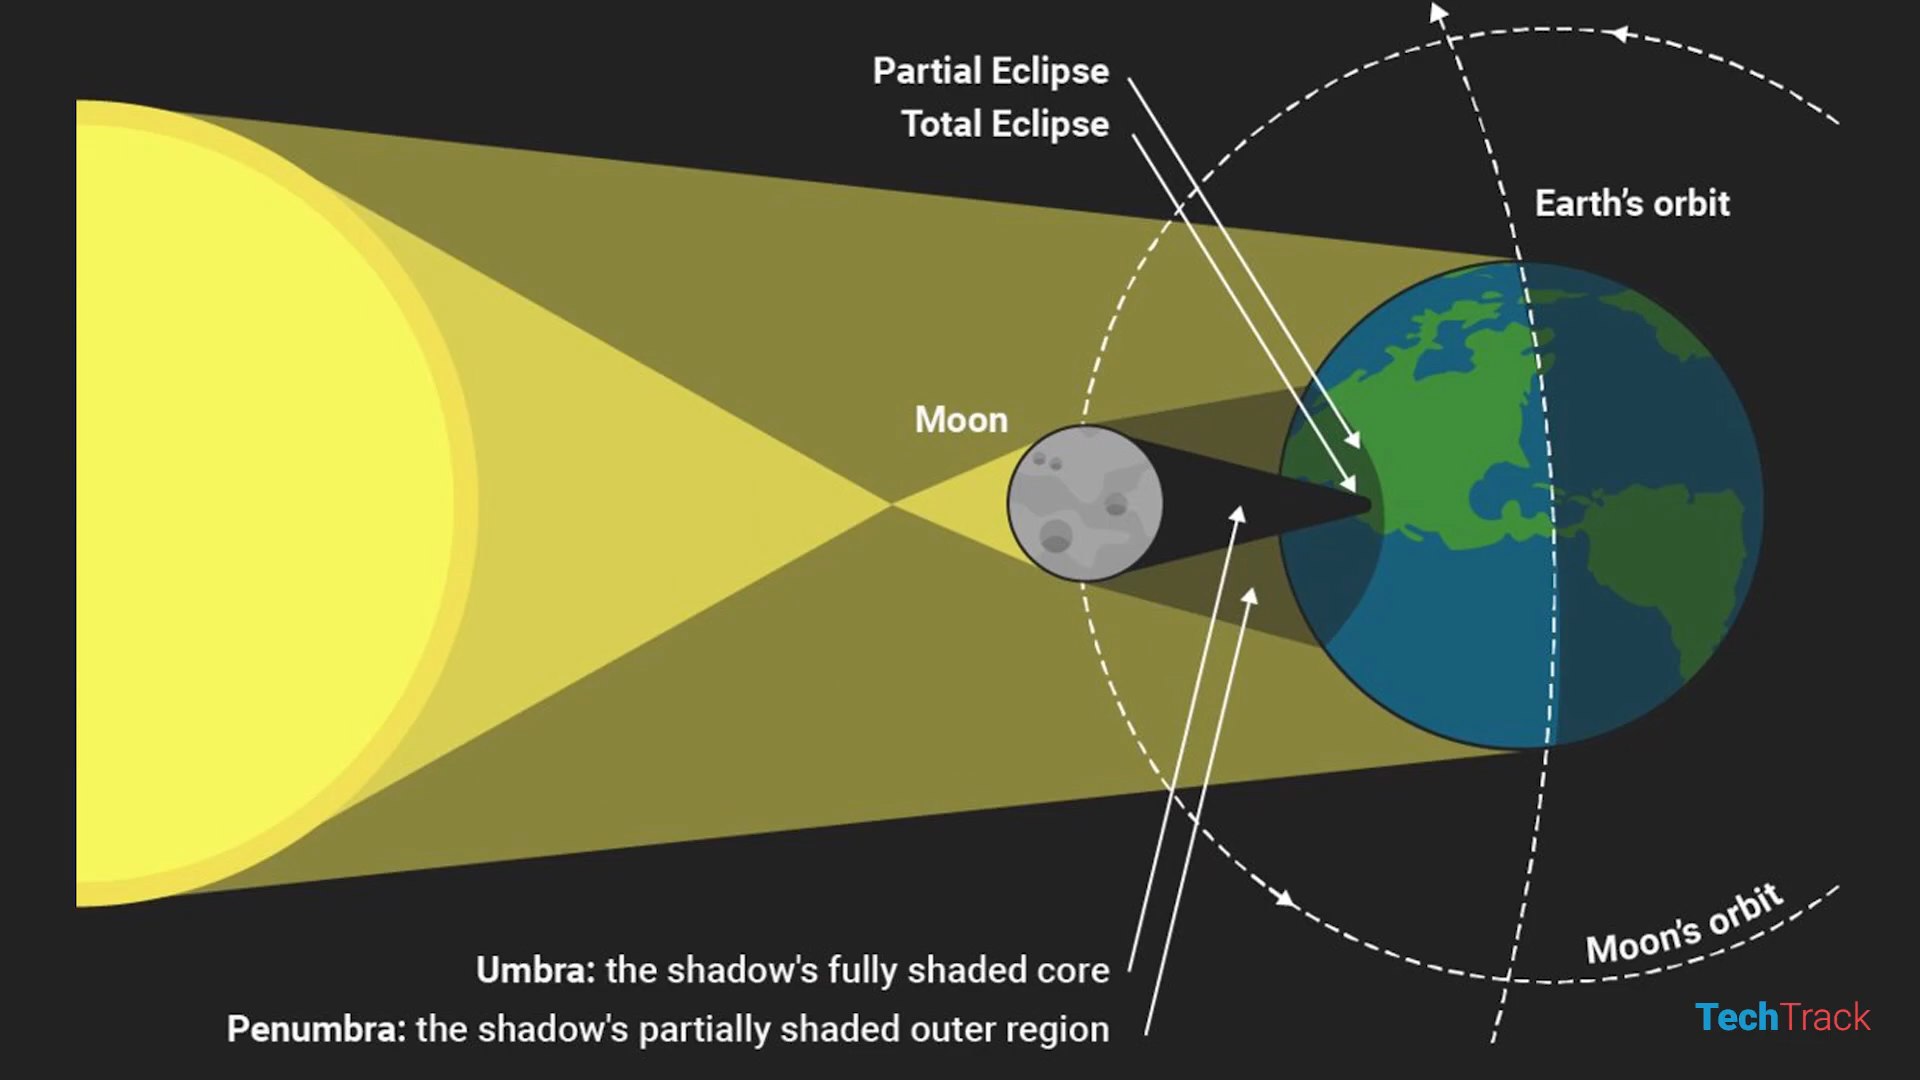 Partial Eclipse
Total Eclipse
Earth's orbit
Moon
Moon's orbit
Umbra: the shadow's fully shaded core
Penumbra: the shadow's partially shaded outer region
TechTrack